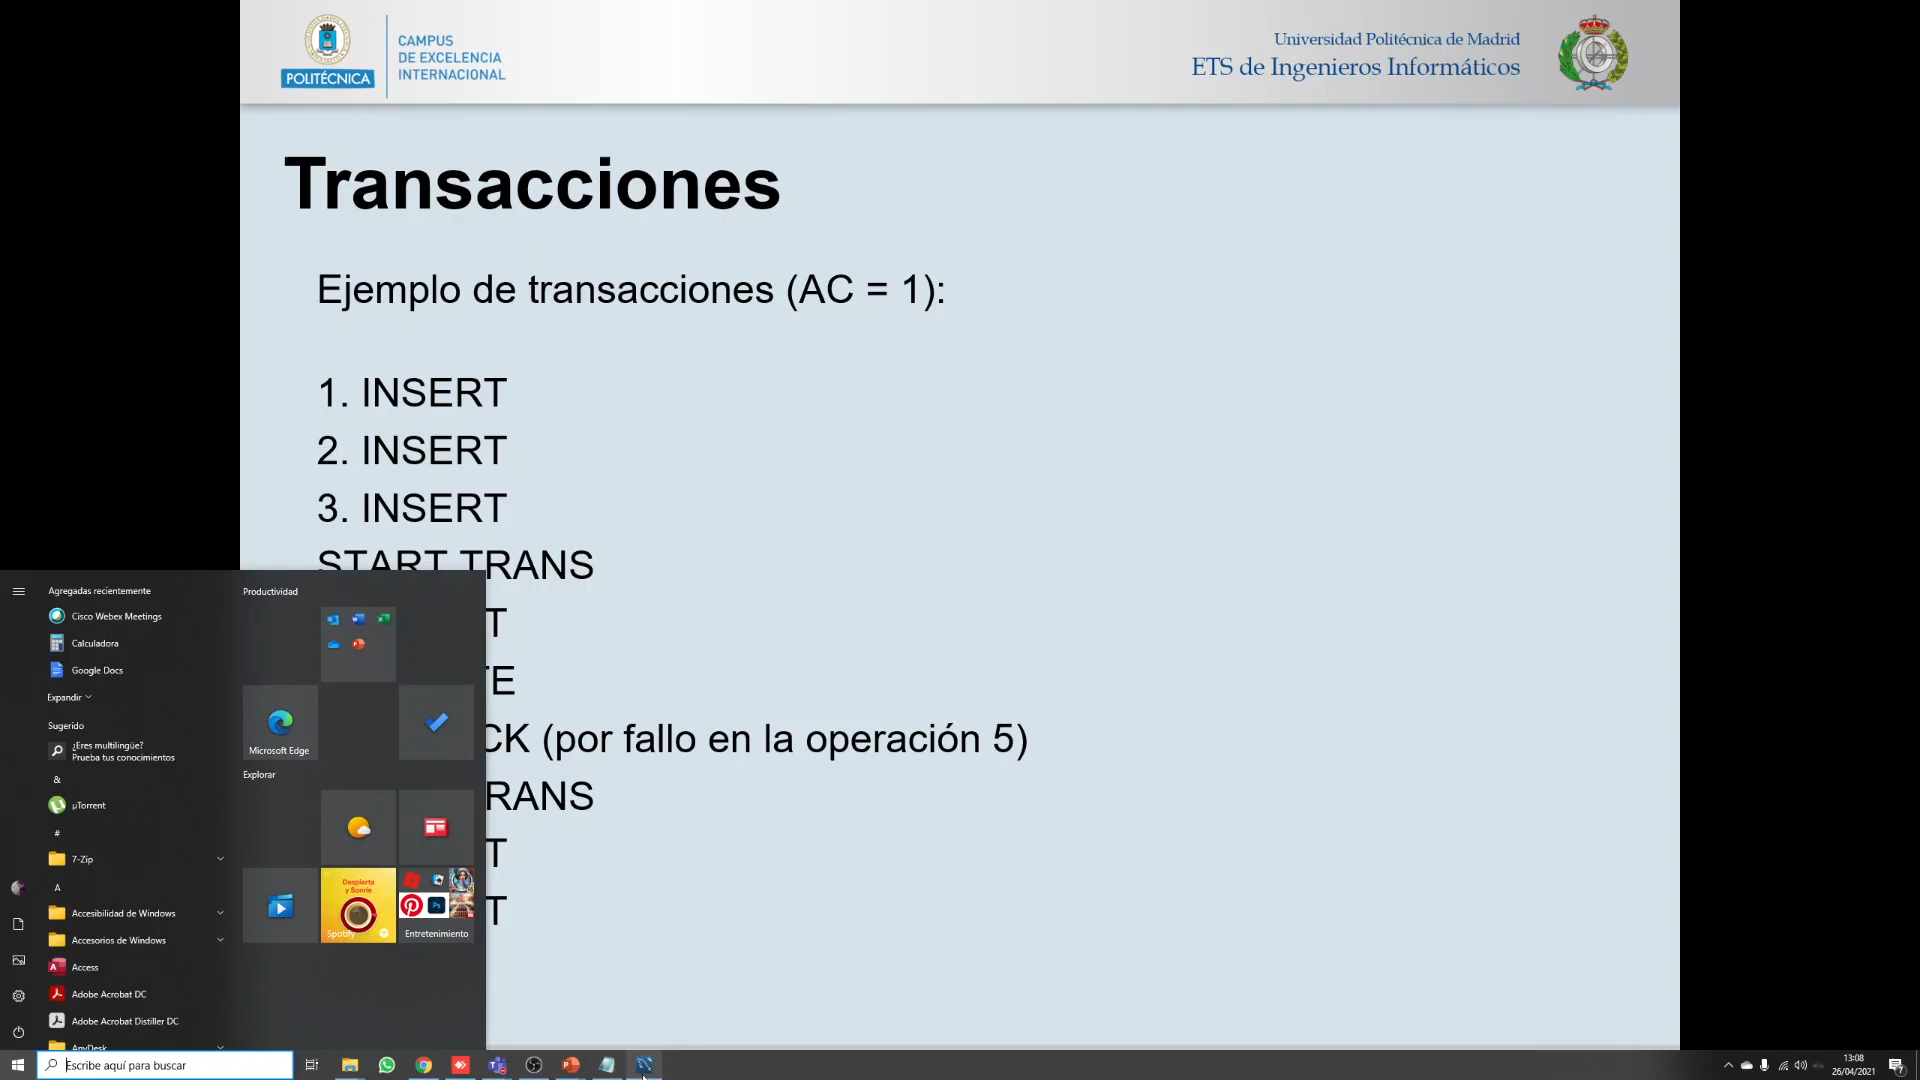 POLITÉCNICA
CAMPUS
DE EXCELENCIA
INTERNACIONAL
Universidad Politécnica de Madrid
ETS de Ingenieros Informáticos
Transacciones
Ejemplo de transacciones (AC = 1):
1. INSERT
2. INSERT
3. INSERT
START TRANS
T
TE
CK (por fallo en la operación 5)
RANS
T
T
Agregadas recientemente
Cisco Webex Meetings
Calculadora
Google Docs
Expandir
Sugerido
¿Eres multilingüe?
Prueba tus conocimientos
&
µTorrent
#
7-Zip
A
Accesibilidad de Windows
Accesorios de Windows
Access
Adobe Acrobat DC
Adobe Acrobat Distiller DC
AnyDesk
Productividad
Microsoft Edge
Explorar
Despierta
y Sonríe
Spotify
Entretenimiento
Escribe aquí para buscar
13:08
26/04/2021